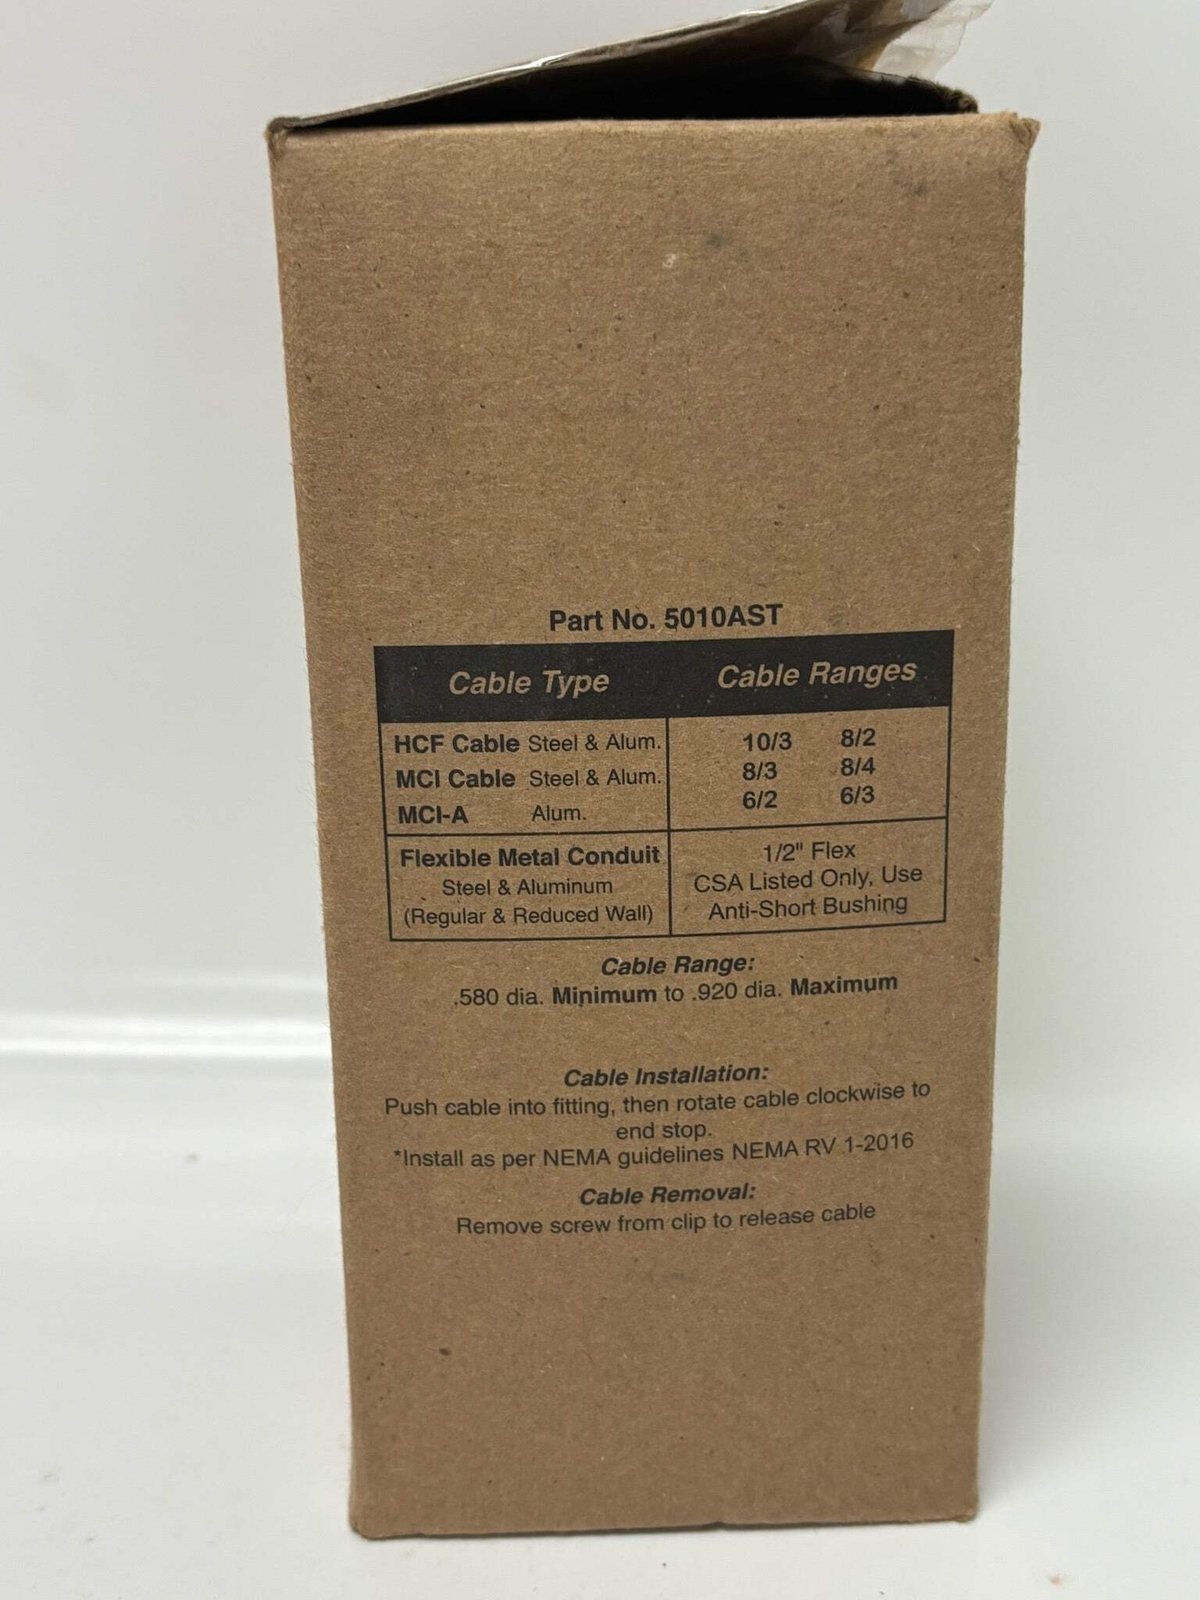 Part No. 5010AST
Cable Type Cable Ranges
HCF Cable Steel & Alum. 10/3 8/2
MCI Cable Steel & Alum. 8/3 8/4
MCI-A Alum. 6/2 6/3
Flexible Metal Conduit 1/2" Flex
Steel & Aluminum CSA Listed Only, Use
(Regular & Reduced Wall) Anti-Short Bushing
Cable Range:
.580 dia. Minimum to .920 dia. Maximum
Cable Installation:
Push cable into fitting, then rotate cable clockwise to
end stop.
*Install as per NEMA guidelines NEMA RV 1-2016
Cable Removal:
Remove screw from clip to release cable